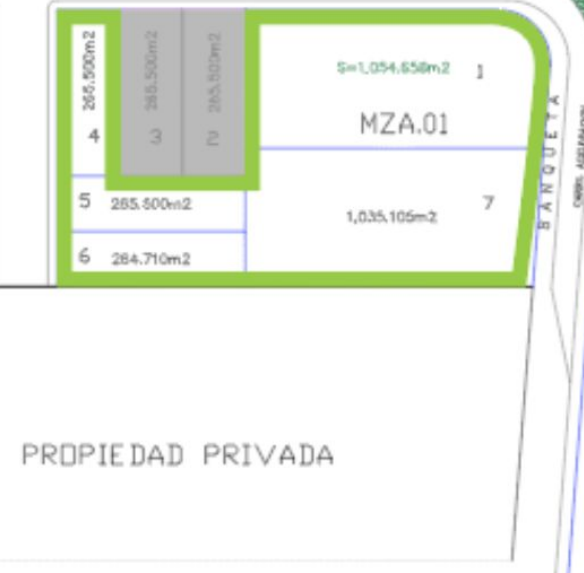 265.500m2
4
265.500m2
3
265.500m2
2
S=1,054.658m2
1
MZA.01
5
265.500m2
6
264.710m2
1,035.105m2
7
BANQUETA
PROPIEDAD PRIVADA